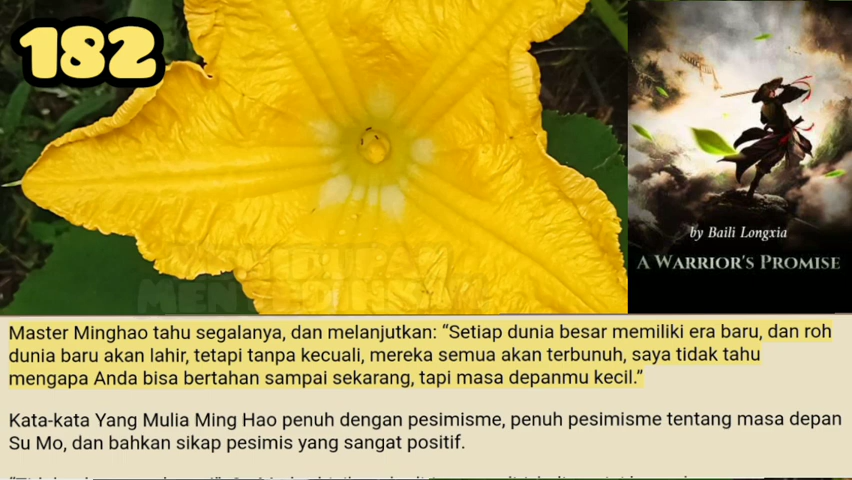 182
by Baili Longxia
A WARRIOR'S PROMISE
Master Minghao tahu segalanya, dan melanjutkan: “Setiap dunia besar memiliki era baru, dan roh
dunia baru akan lahir, tetapi tanpa kecuali, mereka semua akan terbunuh, saya tidak tahu
mengapa Anda bisa bertahan sampai sekarang, tapi masa depanmu kecil.”
Kata-kata Yang Mulia Ming Hao penuh dengan pesimisme, penuh pesimisme tentang masa depan
Su Mo, dan bahkan sikap pesimis yang sangat positif.